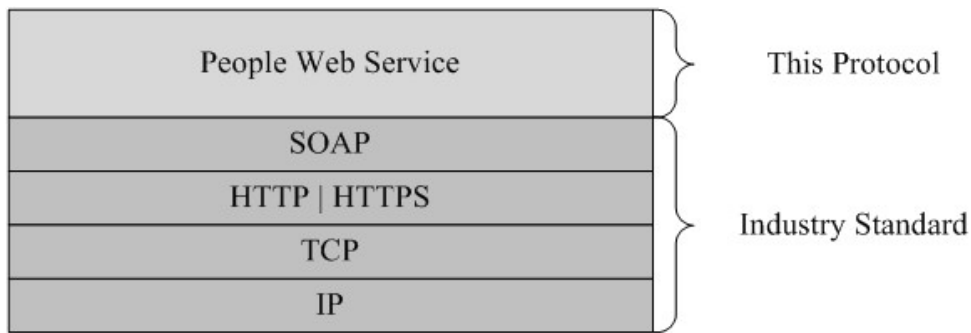 People Web Service
This Protocol
SOAP
HTTP | HTTPS
TCP
IP
Industry Standard